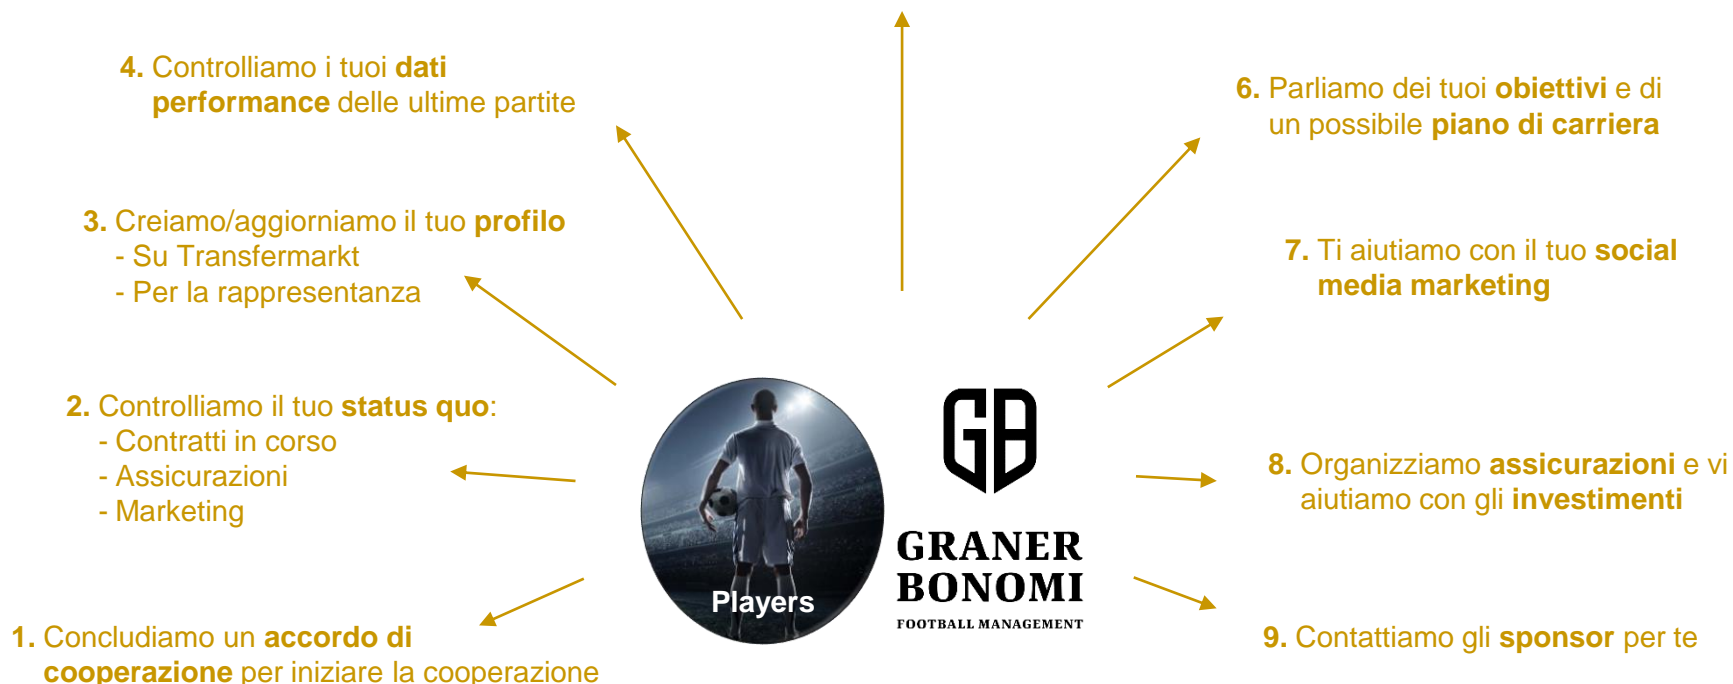 4. Controlliamo i tuoi dati
performance delle ultime partite
3. Creiamo/aggiorniamo il tuo profilo
- Su Transfermarkt
- Per la rappresentanza
2. Controlliamo il tuo status quo:
- Contratti in corso
- Assicurazioni
- Marketing
1. Concludiamo un accordo di
cooperazione per iniziare la cooperazione
Players
GB
GRANER
BONOMI
FOOTBALL MANAGEMENT
6. Parliamo dei tuoi obiettivi e di
un possibile piano di carriera
7. Ti aiutiamo con il tuo social
media marketing
8. Organizziamo assicurazioni e vi
aiutiamo con gli investimenti
9. Contattiamo gli sponsor per te